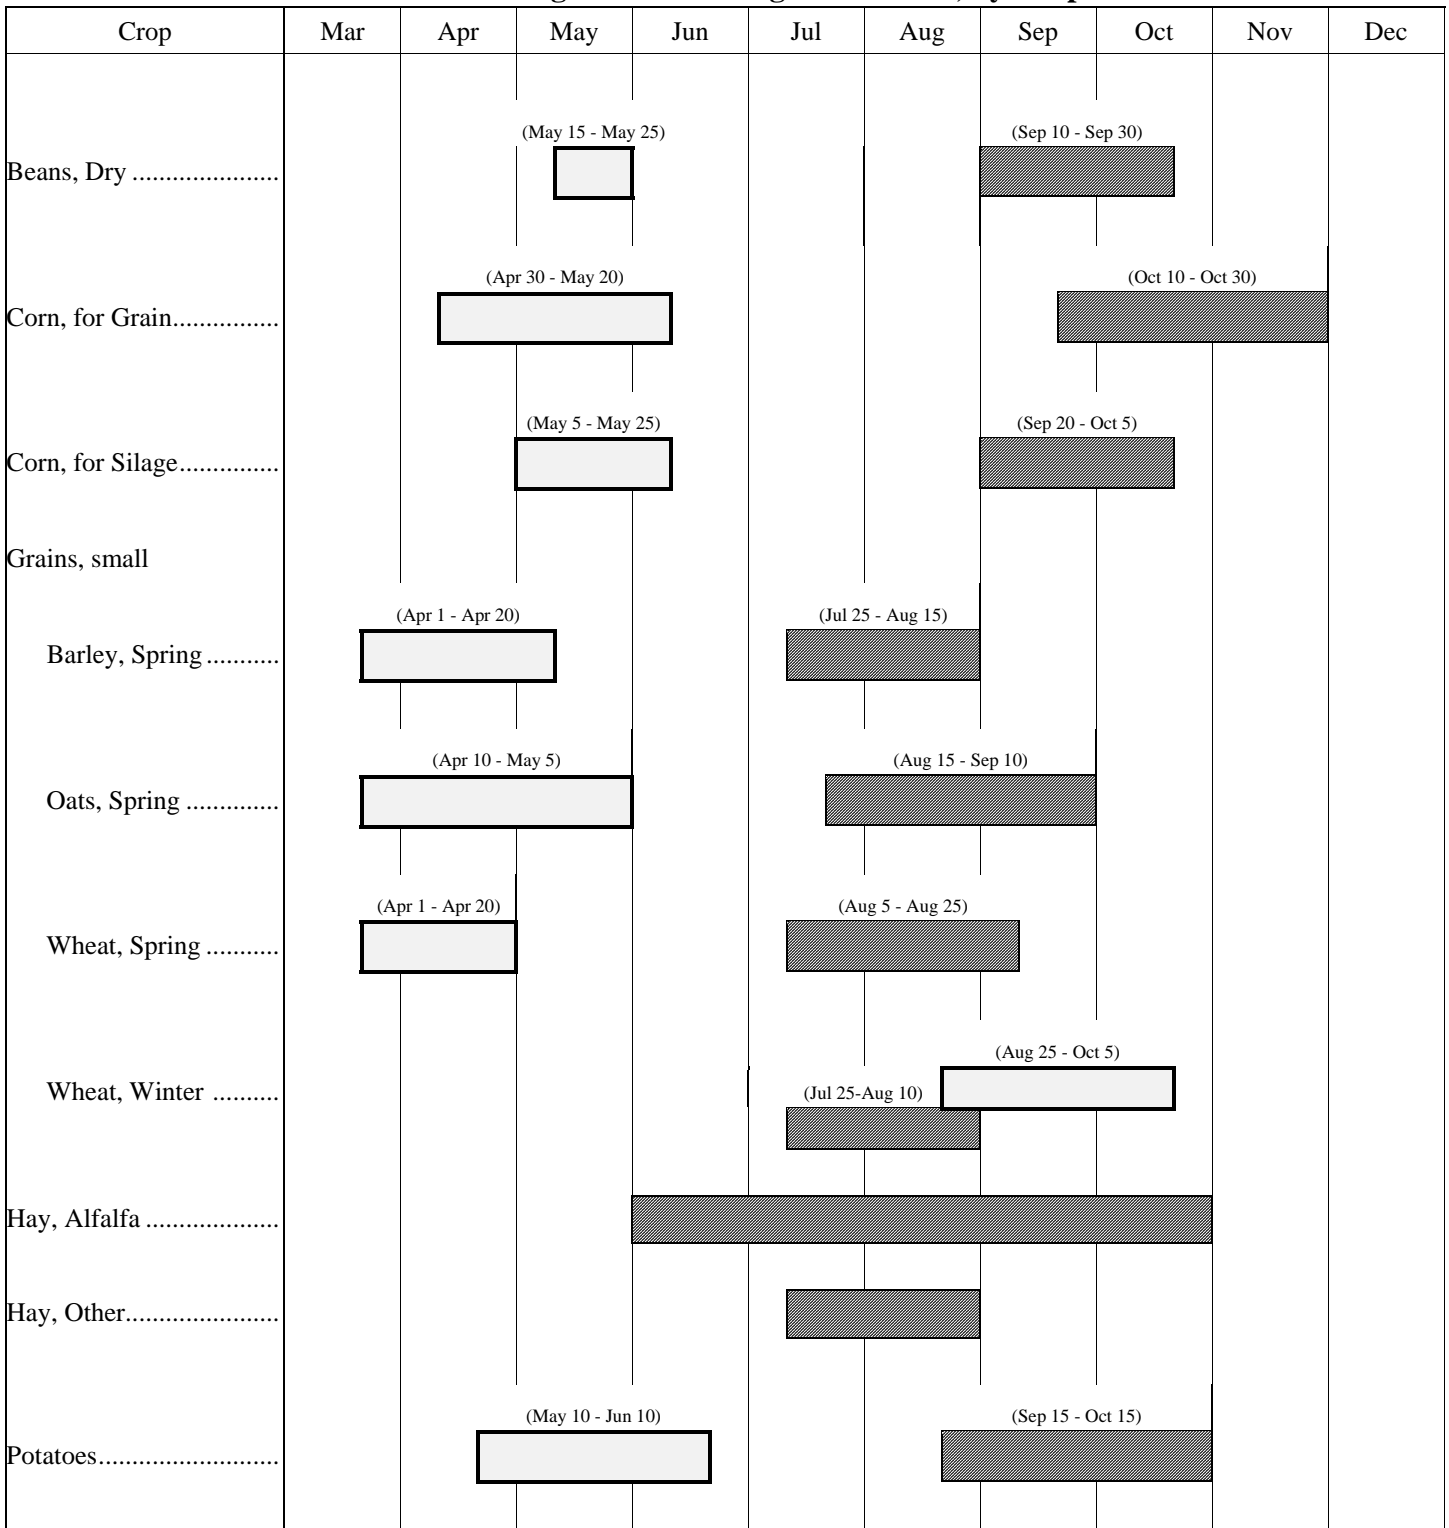 Crop Mar Apr May Jun Jul Aug Sep Oct Nov Dec
(May 15 - May 25) (Sep 10 - Sep 30)
Beans, Dry ......................
(Apr 30 - May 20) (Oct 10 - Oct 30)
Corn, for Grain................
(May 5 - May 25) (Sep 20 - Oct 5)
Corn, for Silage...............
Grains, small
(Apr 1 - Apr 20) (Jul 25 - Aug 15)
Barley, Spring ...........
(Apr 10 - May 5) (Aug 15 - Sep 10)
Oats, Spring ..............
(Apr 1 - Apr 20) (Aug 5 - Aug 25)
Wheat, Spring ...........
(Aug 25 - Oct 5)
Wheat, Winter .......... (Jul 25-Aug 10)
Hay, Alfalfa ....................
Hay, Other.......................
(May 10 - Jun 10) (Sep 15 - Oct 15)
Potatoes...........................